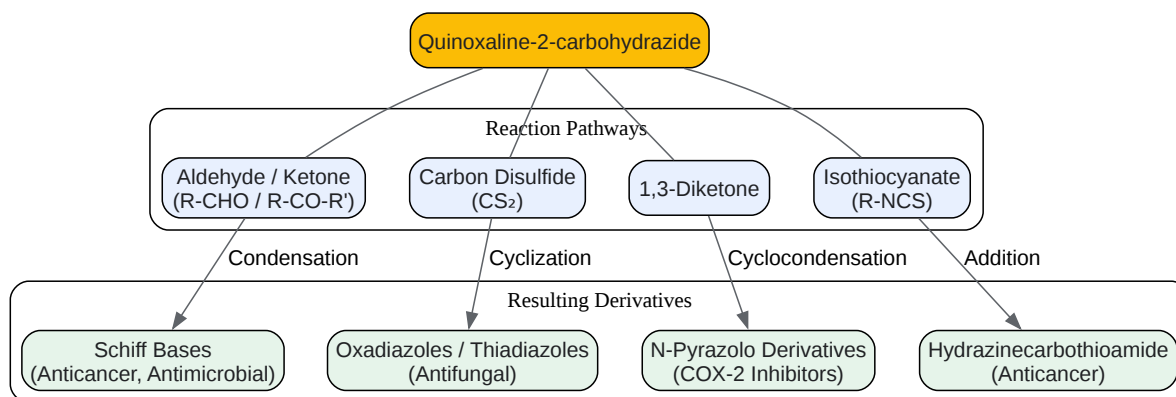 Quinoxaline-2-carbohydrazide
Reaction Pathways
Aldehyde / Ketone
(R-CHO / R-CO-R')
Carbon Disulfide
(CS₂)
1,3-Diketone
Isothiocyanate
(R-NCS)
Condensation
Cyclization
Cyclocondensation
Addition
Resulting Derivatives
Schiff Bases
(Anticancer, Antimicrobial)
Oxadiazoles / Thiadiazoles
(Antifungal)
N-Pyrazolo Derivatives
(COX-2 Inhibitors)
Hydrazinecarbothioamide
(Anticancer)